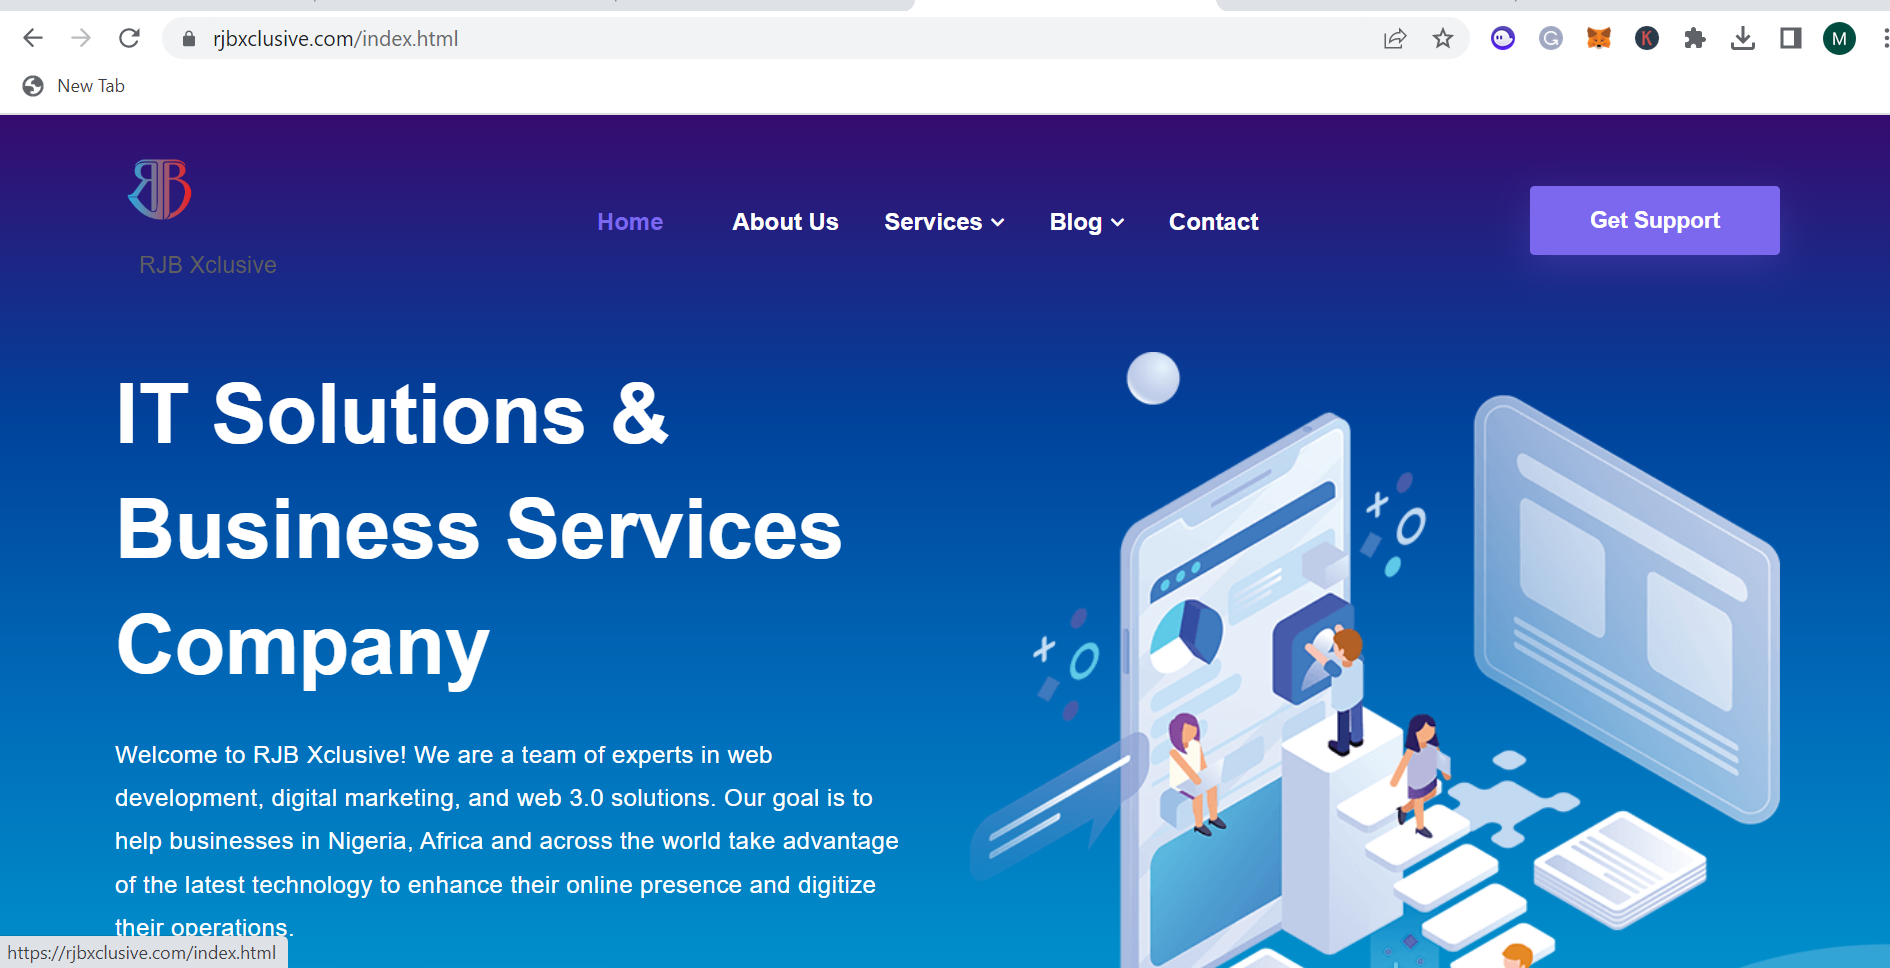 rjbxclusive.com/index.html
G
K
M
New Tab
RJB
RJB Xclusive
Home About Us Services Blog Contact
Get Support
IT Solutions &
Business Services
Company
Welcome to RJB Xclusive! We are a team of experts in web
development, digital marketing, and web 3.0 solutions. Our goal is to
help businesses in Nigeria, Africa and across the world take advantage
of the latest technology to enhance their online presence and digitize
their operations.
https://rjbxclusive.com/index.html